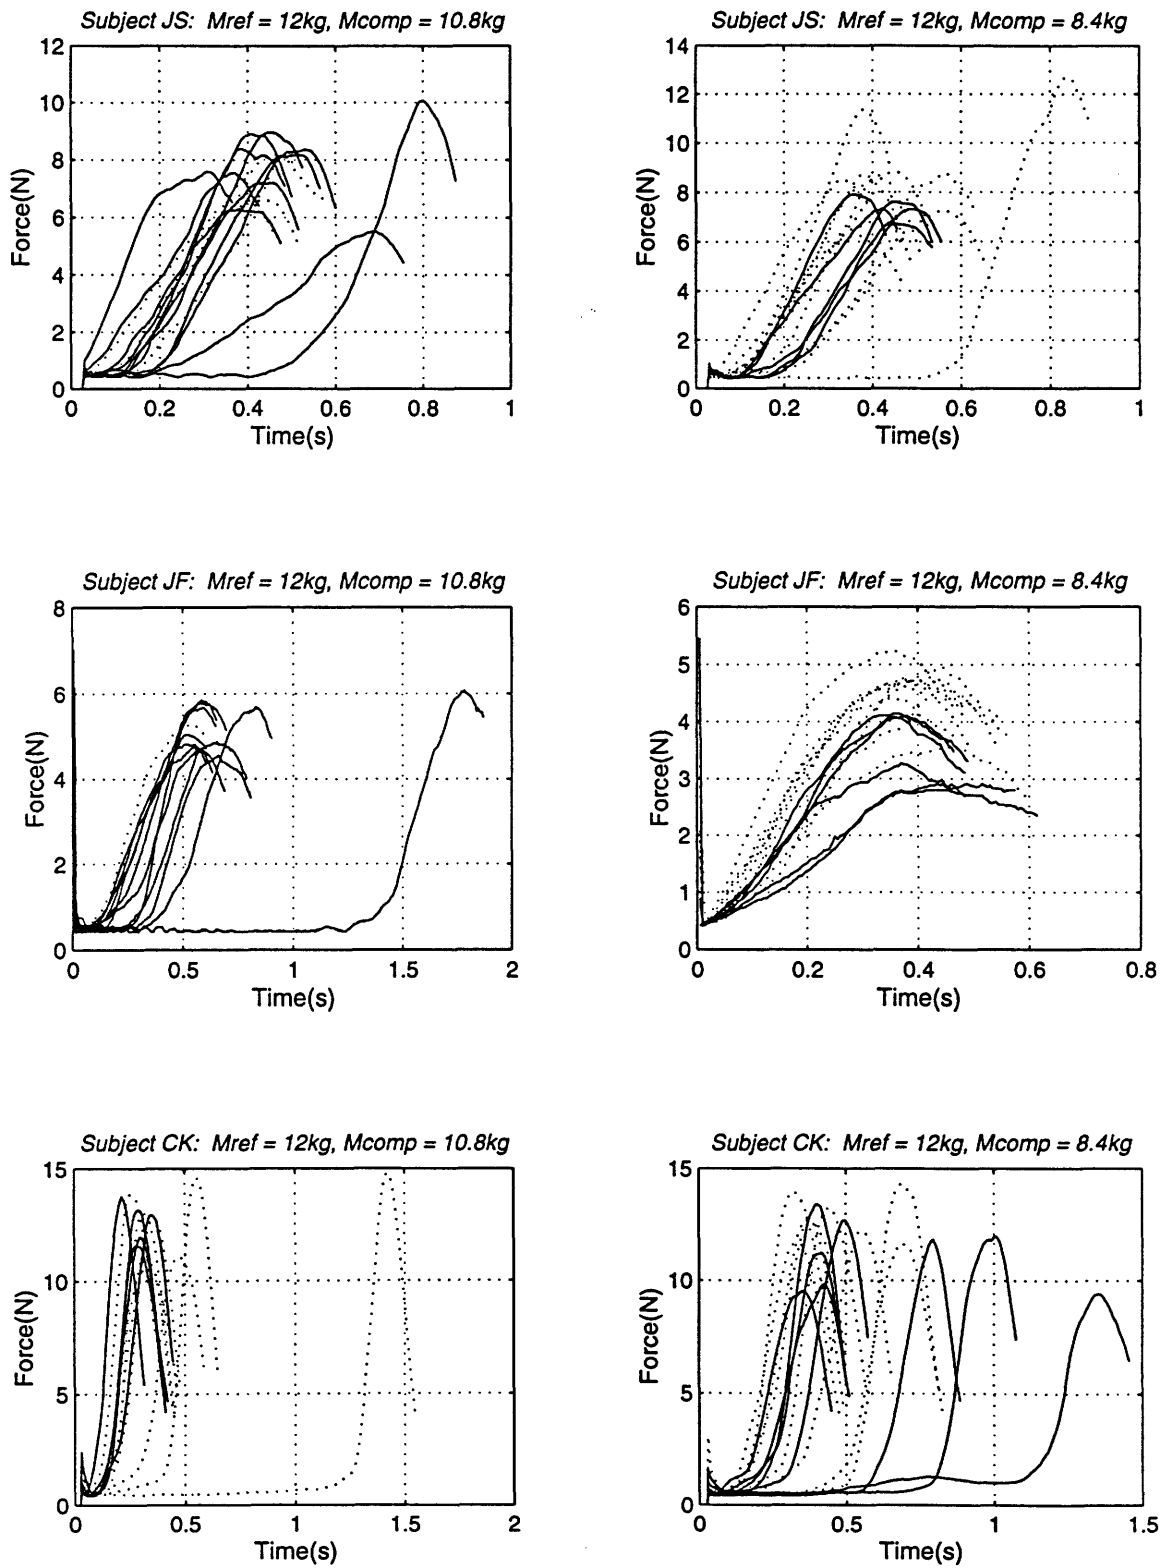 Subject JS: Mref = 12kg, Mcomp = 10.8kg
12
10
8
6
4
2
0
Force(N)
0 0.2 0.4 0.6 0.8 1
Time(s)
Subject JS: Mref = 12kg, Mcomp = 8.4kg
14
12
10
8
6
4
2
0
Force(N)
0 0.2 0.4 0.6 0.8 1
Time(s)
Subject JF: Mref = 12kg, Mcomp = 10.8kg
8
6
4
2
0
Force(N)
0 0.5 1 1.5 2
Time(s)
Subject JF: Mref = 12kg, Mcomp = 8.4kg
6
5
4
3
2
1
0
Force(N)
0 0.2 0.4 0.6 0.8
Time(s)
Subject CK: Mref = 12kg, Mcomp = 10.8kg
15
10
5
0
Force(N)
0 0.5 1 1.5 2
Time(s)
Subject CK: Mref = 12kg, Mcomp = 8.4kg
15
10
5
0
Force(N)
0 0.5 1 1.5
Time(s)